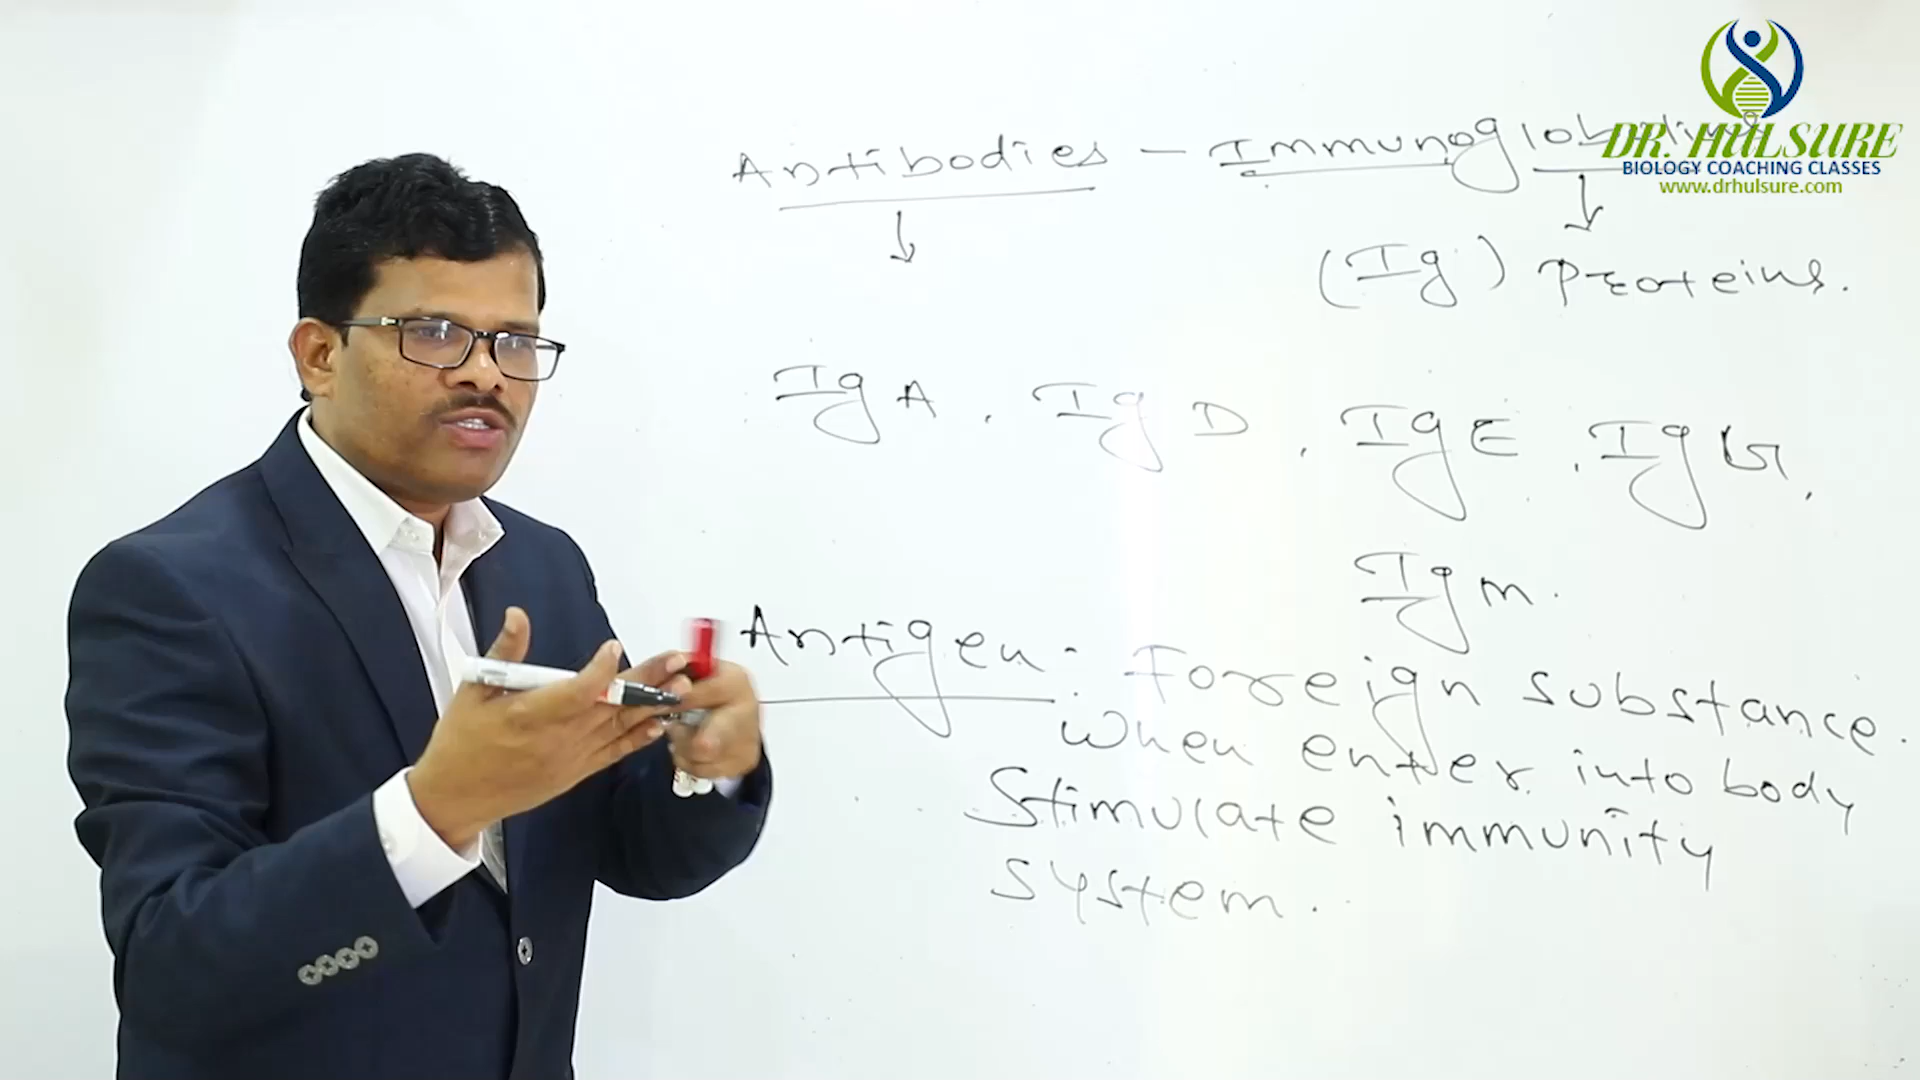 Antibodies - Immunoglobulins
DR. HULSURE
BIOLOGY COACHING CLASSES
www.drhulsure.com
(Ig) Proteins.
IgA, IgD, IgE, IgG,
IgM.
Antigen: Foreign substance.
when enter into body
Stimulate immunity
system.